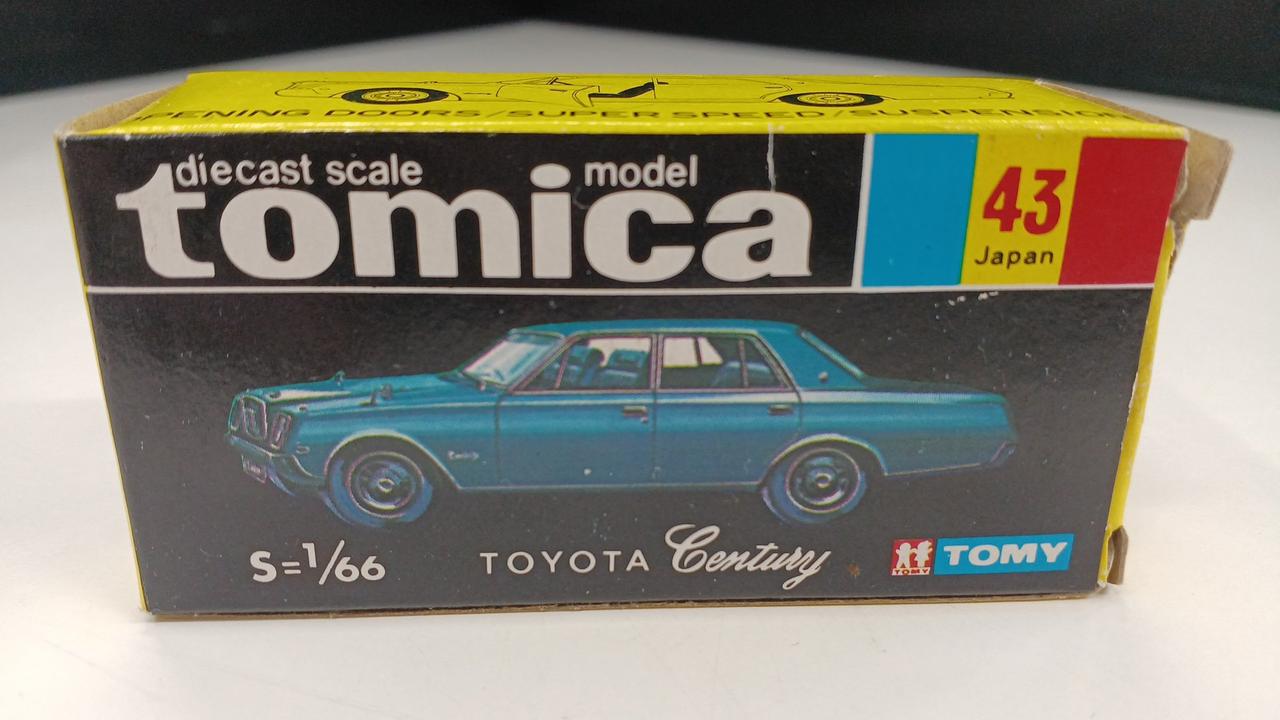 OPENING DOORS/SUPER SPEED/SUSPENSION
diecast scale model
tomica
43
Japan
S=1/66
TOYOTA Century
TOMY
TOMY